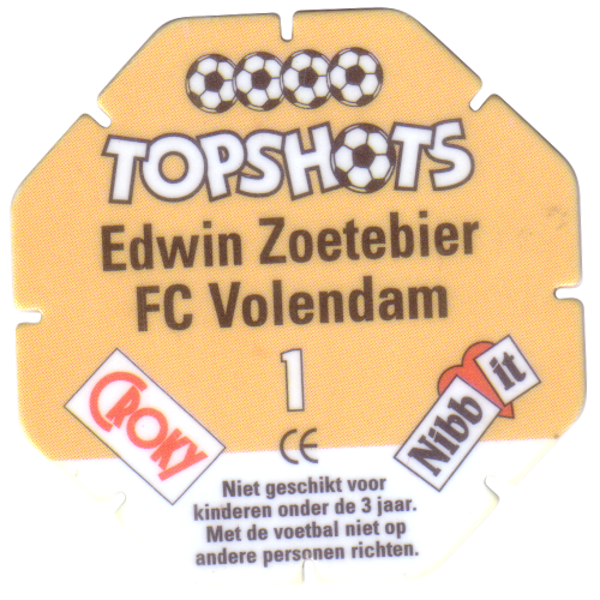 TOPSHOTS
Edwin Zoetebier
FC Volendam
1
CROKY
Nibb it
CE
Niet geschikt voor
kinderen onder de 3 jaar.
Met de voetbal niet op
andere personen richten.